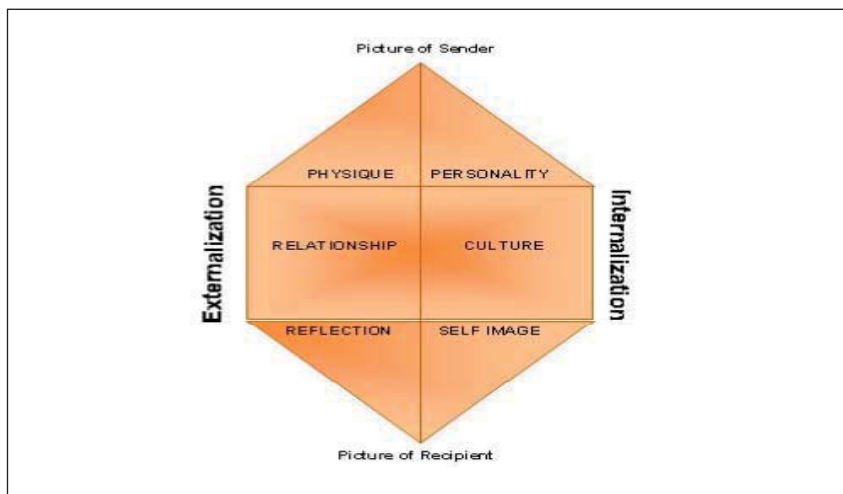 Picture of Sender
PHYSIQUE PERSONALITY
Externalization
RELATIONSHIP CULTURE
Internalization
REFLECTION SELF IMAGE
Picture of Recipient